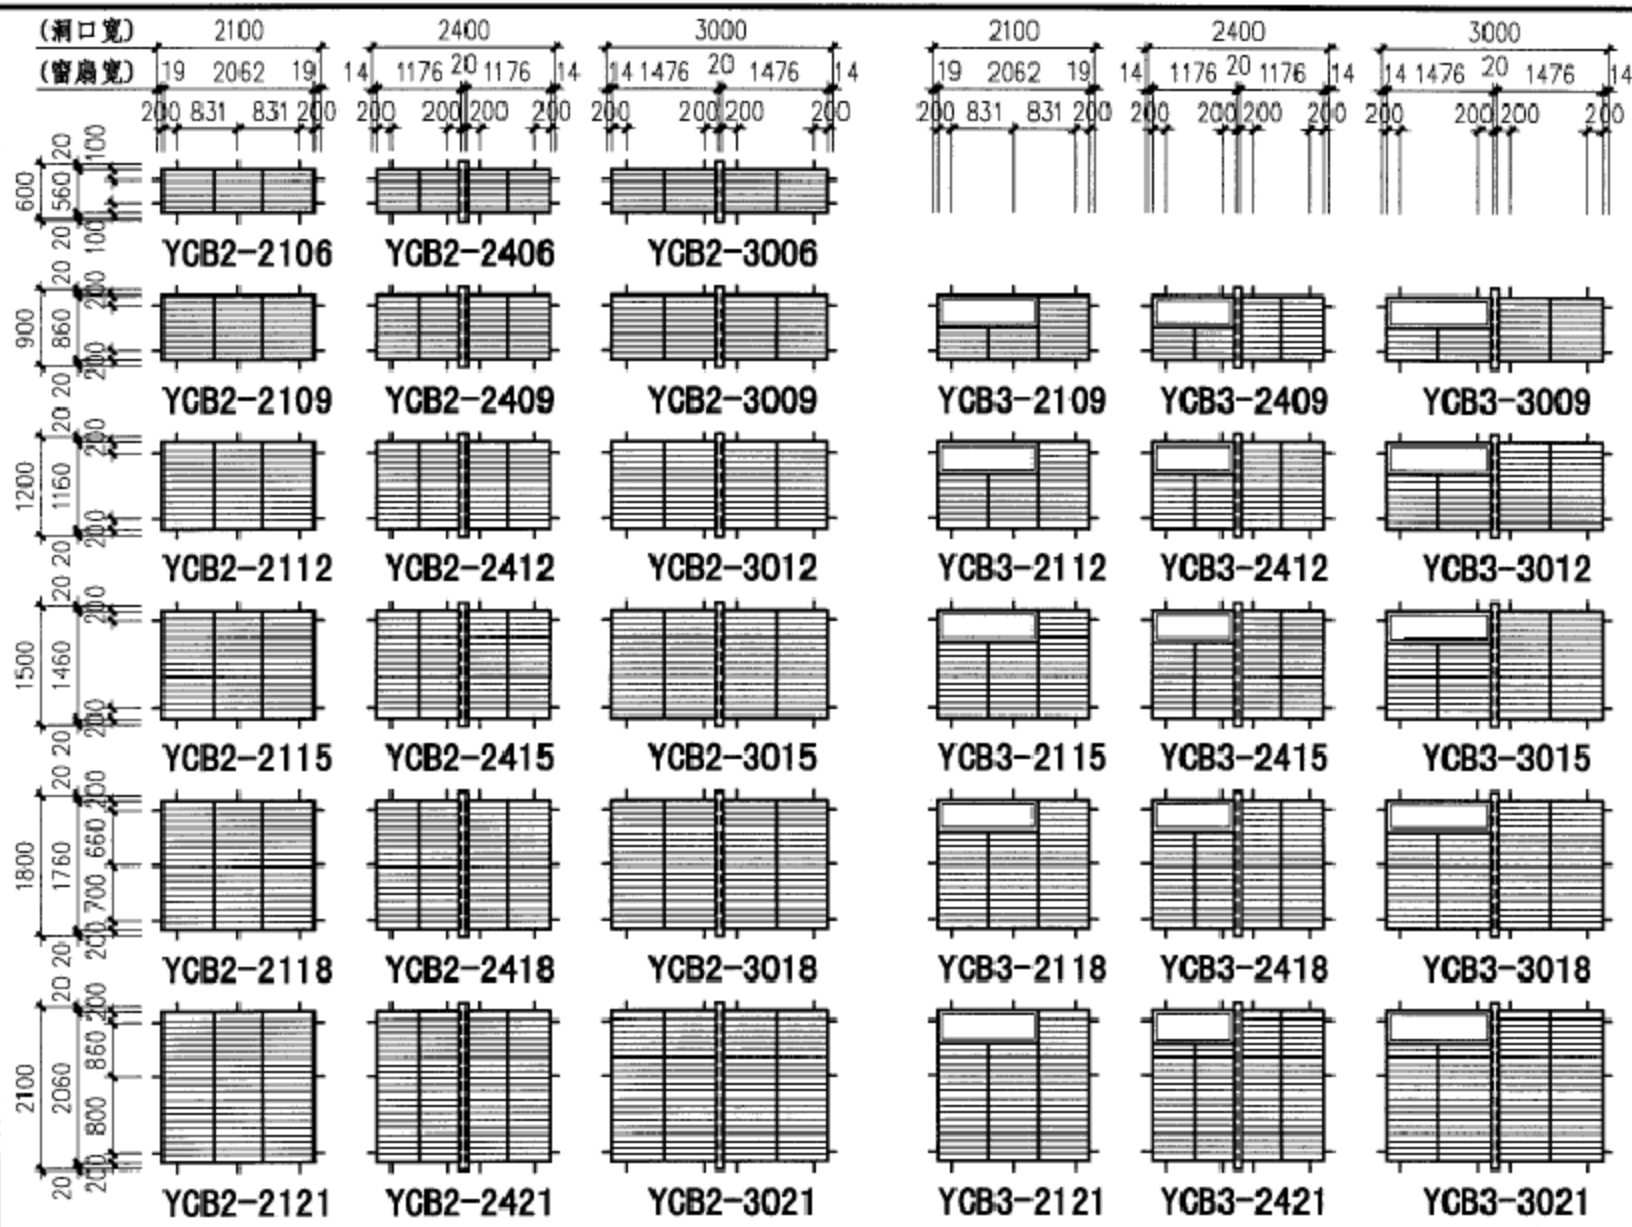 (洞口宽) 2100 2400 3000 2100 2400 3000
(窗扇宽) 19 2062 19 14 1176 20 1176 14 14 1476 20 1476 14 19 2062 19 14 1176 20 1176 14 14 1476 20 1476 14
200 831 831 200 200 200 200 200 200 200 200 200 200 831 831 200 200 200 200 200 200 200 200 200
600 20 560 20 100 100
YCB2-2106 YCB2-2406 YCB2-3006
900 20 860 20 200 200
YCB2-2109 YCB2-2409 YCB2-3009 YCB3-2109 YCB3-2409 YCB3-3009
1200 20 1160 20 200 200
YCB2-2112 YCB2-2412 YCB2-3012 YCB3-2112 YCB3-2412 YCB3-3012
1500 20 1460 20 200 200
YCB2-2115 YCB2-2415 YCB2-3015 YCB3-2115 YCB3-2415 YCB3-3015
1800 20 1760 20 200 660 700 200
YCB2-2118 YCB2-2418 YCB2-3018 YCB3-2118 YCB3-2418 YCB3-3018
2100 20 2060 20 200 860 800 200
YCB2-2121 YCB2-2421 YCB2-3021 YCB3-2121 YCB3-2421 YCB3-3021